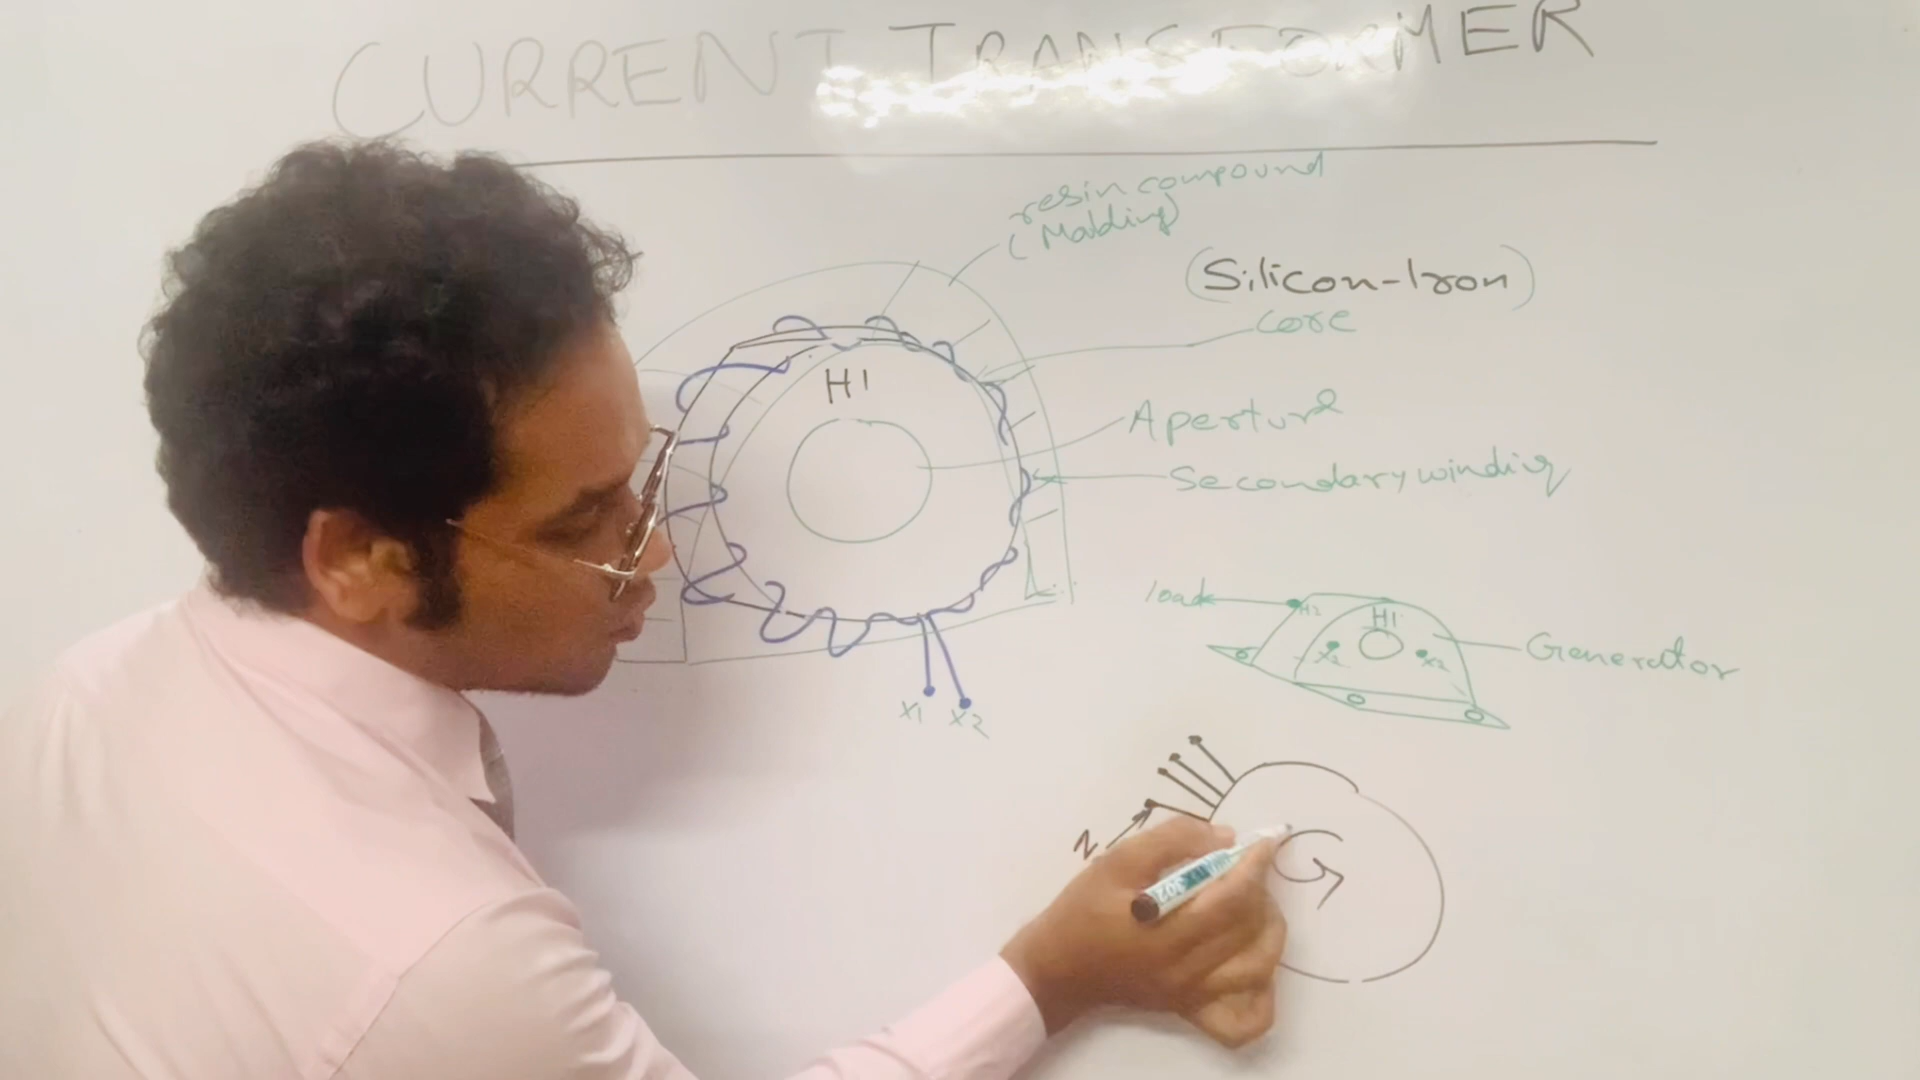 CURRENT TRANSFORMER
resin compound
(Molding)
(Silicon-Iron)
core
H1
Aperture
Secondary winding
load
H2
H1
Generator
X1
X2
X1
X2
N